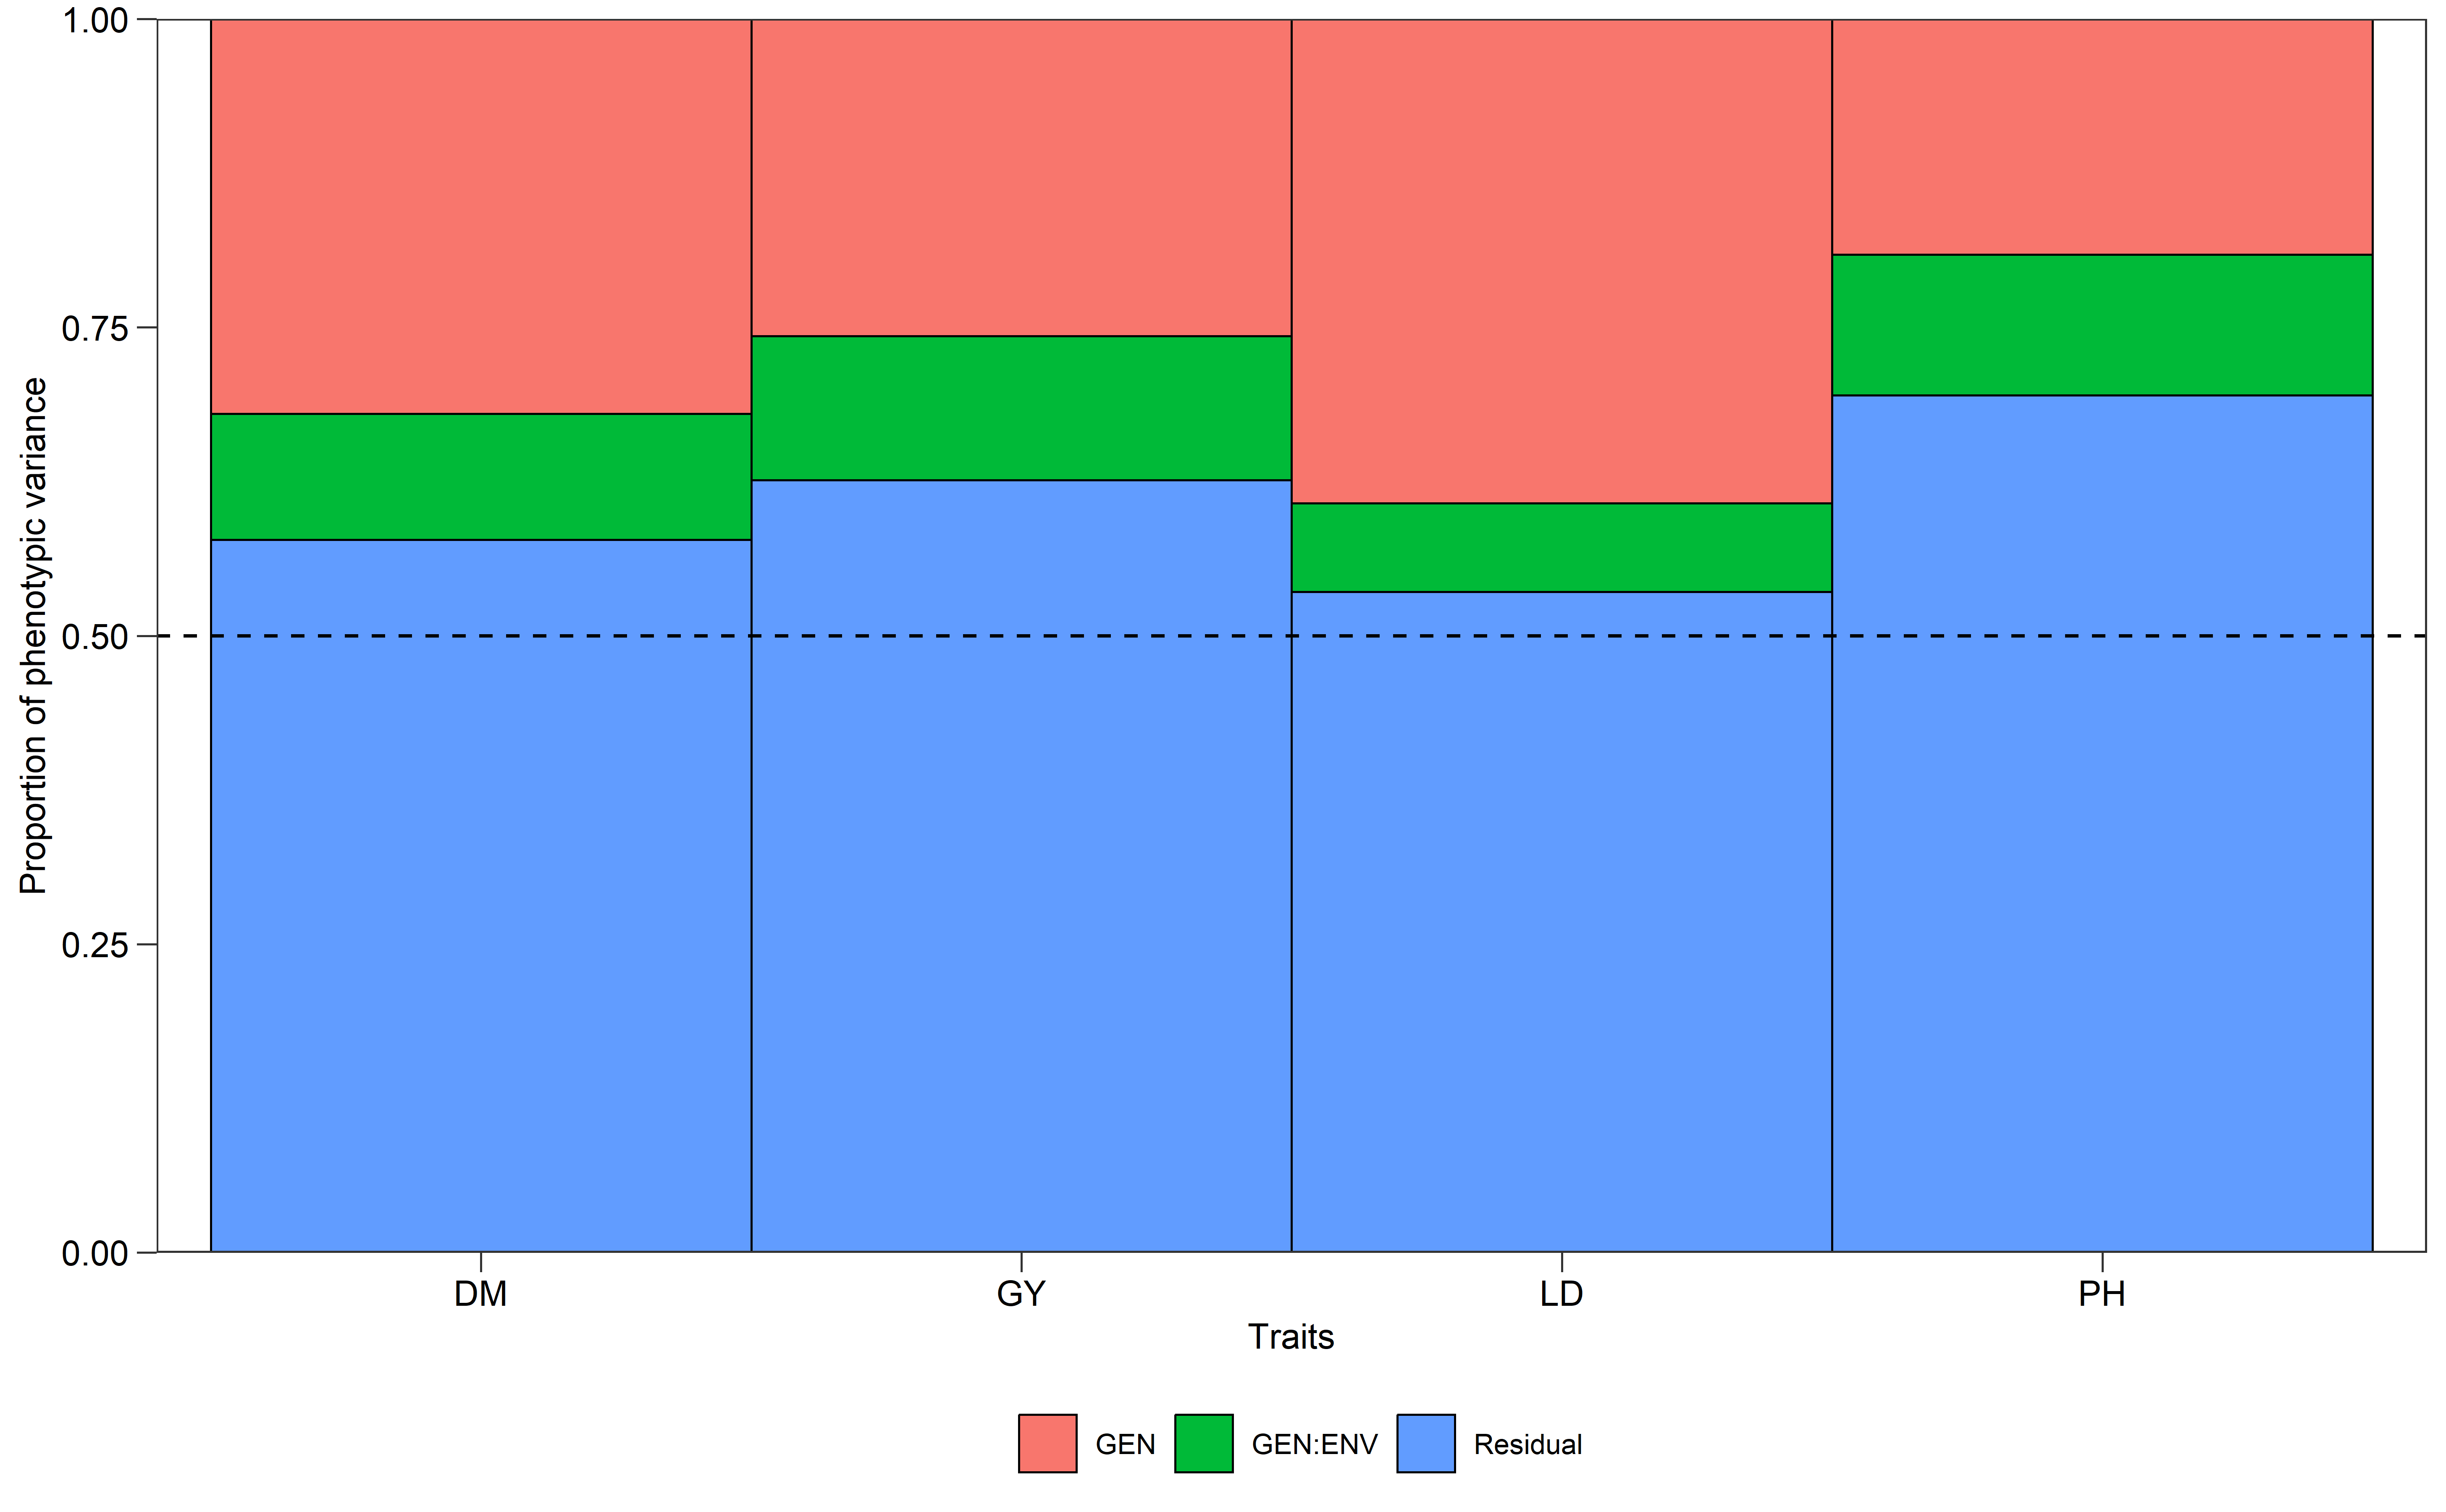 Proportion of phenotypic variance
1.00
0.75
0.50
0.25
0.00
DM GY LD PH
Traits
GEN GEN:ENV Residual